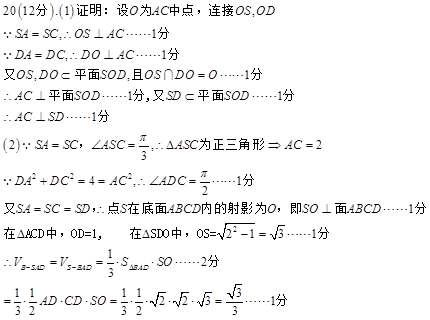 20(12分).(1)证明：设O为AC中点，连接OS,OD
∵SA=SC,∴OS⊥AC⋯⋯1分
∵DA=DC,∴DO⊥AC⋯⋯1分
又OS,DO⊂平面SOD,且OS∩DO=O⋯⋯1分
∴AC⊥平面SOD⋯⋯1分,又SD⊂平面SOD⋯⋯1分
∴AC⊥SD⋯⋯1分
(2)∵SA=SC，∠ASC=π/3,∴ΔASC为正三角形⇒AC=2
∵DA²+DC²=4=AC²,∴∠ADC=π/2⋯⋯1分
又SA=SC=SD,∴点S在底面ABCD内的射影为O，即SO⊥面ABCD⋯⋯1分
在ΔACD中，OD=1, 在ΔSDO中，OS=√(2²-1)=√3⋯⋯1分
∴V_{B-SAD}=V_{S-BAD}=1/3·S_{ΔBAD}·SO⋯⋯2分
=1/3·1/2 AD·CD·SO=1/3·1/2·√2·√2·√3=√3/3⋯⋯1分